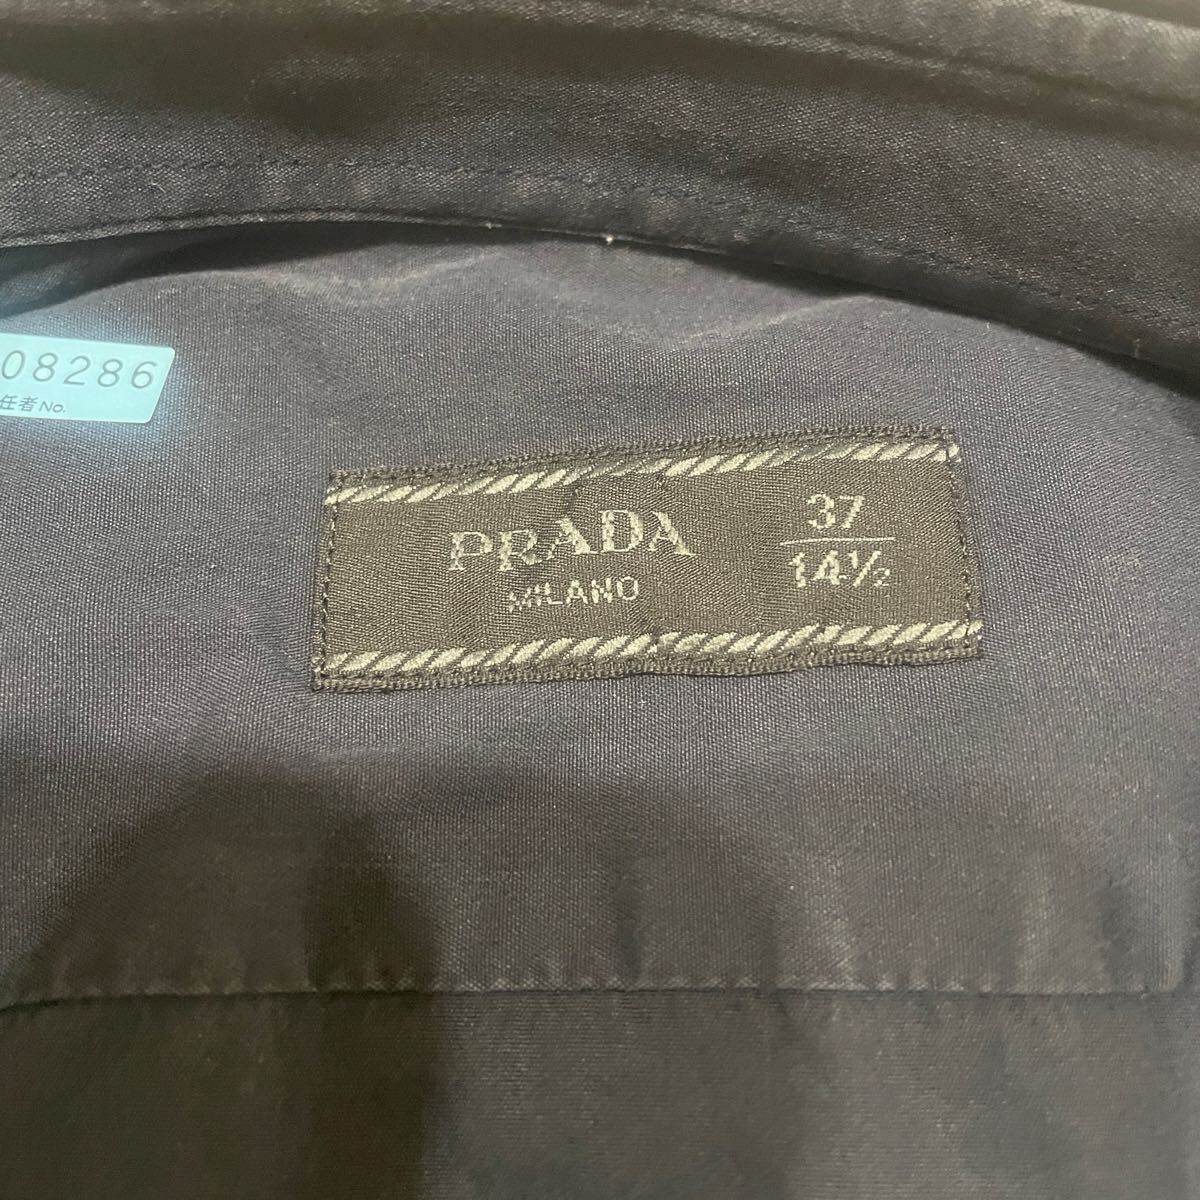 08286
任者No.
PRADA
MILANO
37
14½